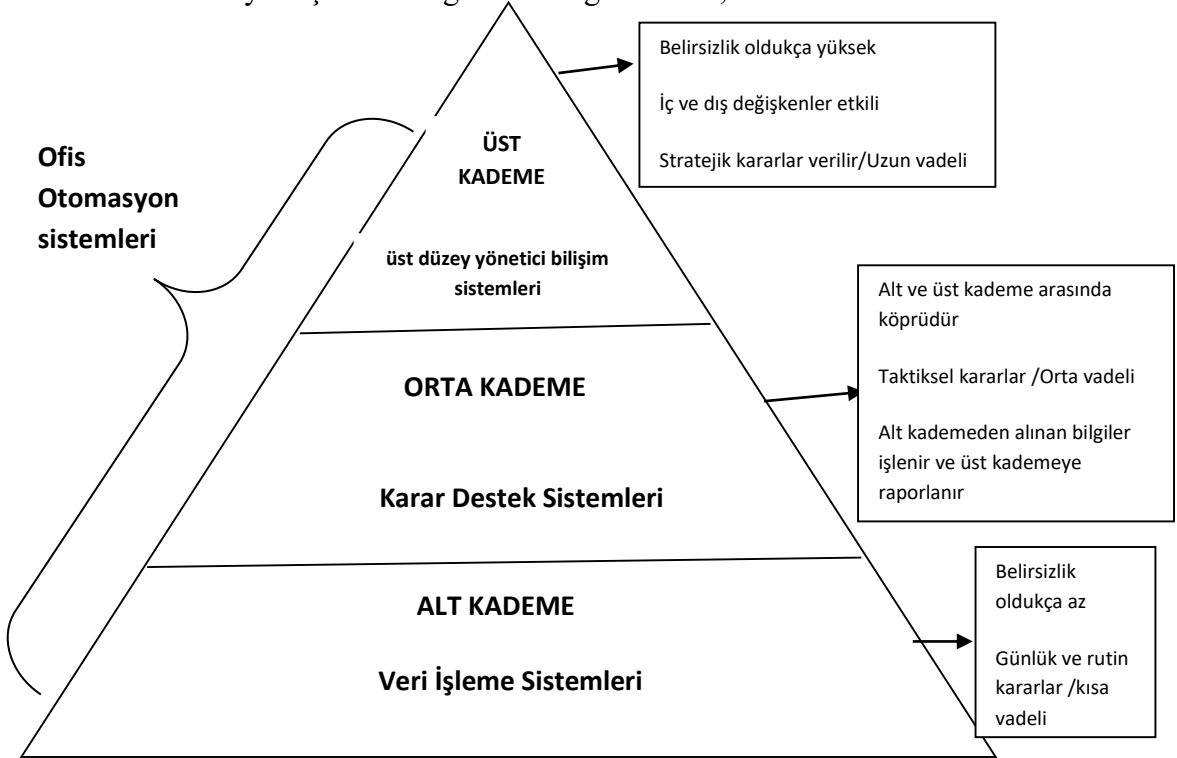 Belirsizlik oldukça yüksek
İç ve dış değişkenler etkili
Stratejik kararlar verilir/Uzun vadeli
Ofis
Otomasyon
sistemleri
ÜST
KADEME
üst düzey yönetici bilişim
sistemleri
Alt ve üst kademe arasında
köprüdür
Taktiksel kararlar /Orta vadeli
Alt kademeden alınan bilgiler
işlenir ve üst kademeye
raporlanır
ORTA KADEME
Karar Destek Sistemleri
Belirsizlik
oldukça az
Günlük ve rutin
kararlar /kısa
vadeli
ALT KADEME
Veri İşleme Sistemleri